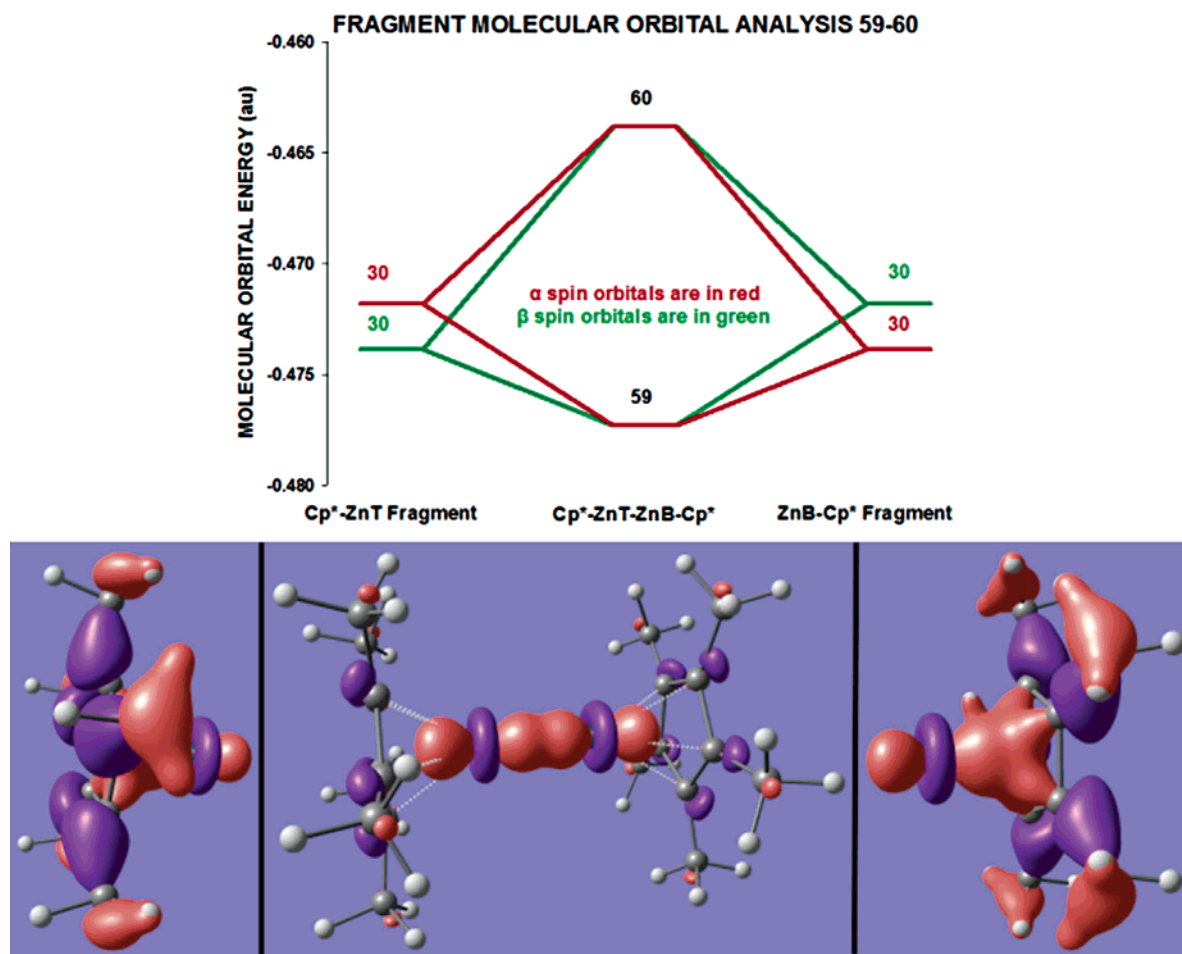 FRAGMENT MOLECULAR ORBITAL ANALYSIS 59-60
MOLECULAR ORBITAL ENERGY (au)
-0.460
-0.465
-0.470
-0.475
-0.480
60
30
30
α spin orbitals are in red
β spin orbitals are in green
30
30
59
Cp*-ZnT Fragment
Cp*-ZnT-ZnB-Cp*
ZnB-Cp* Fragment